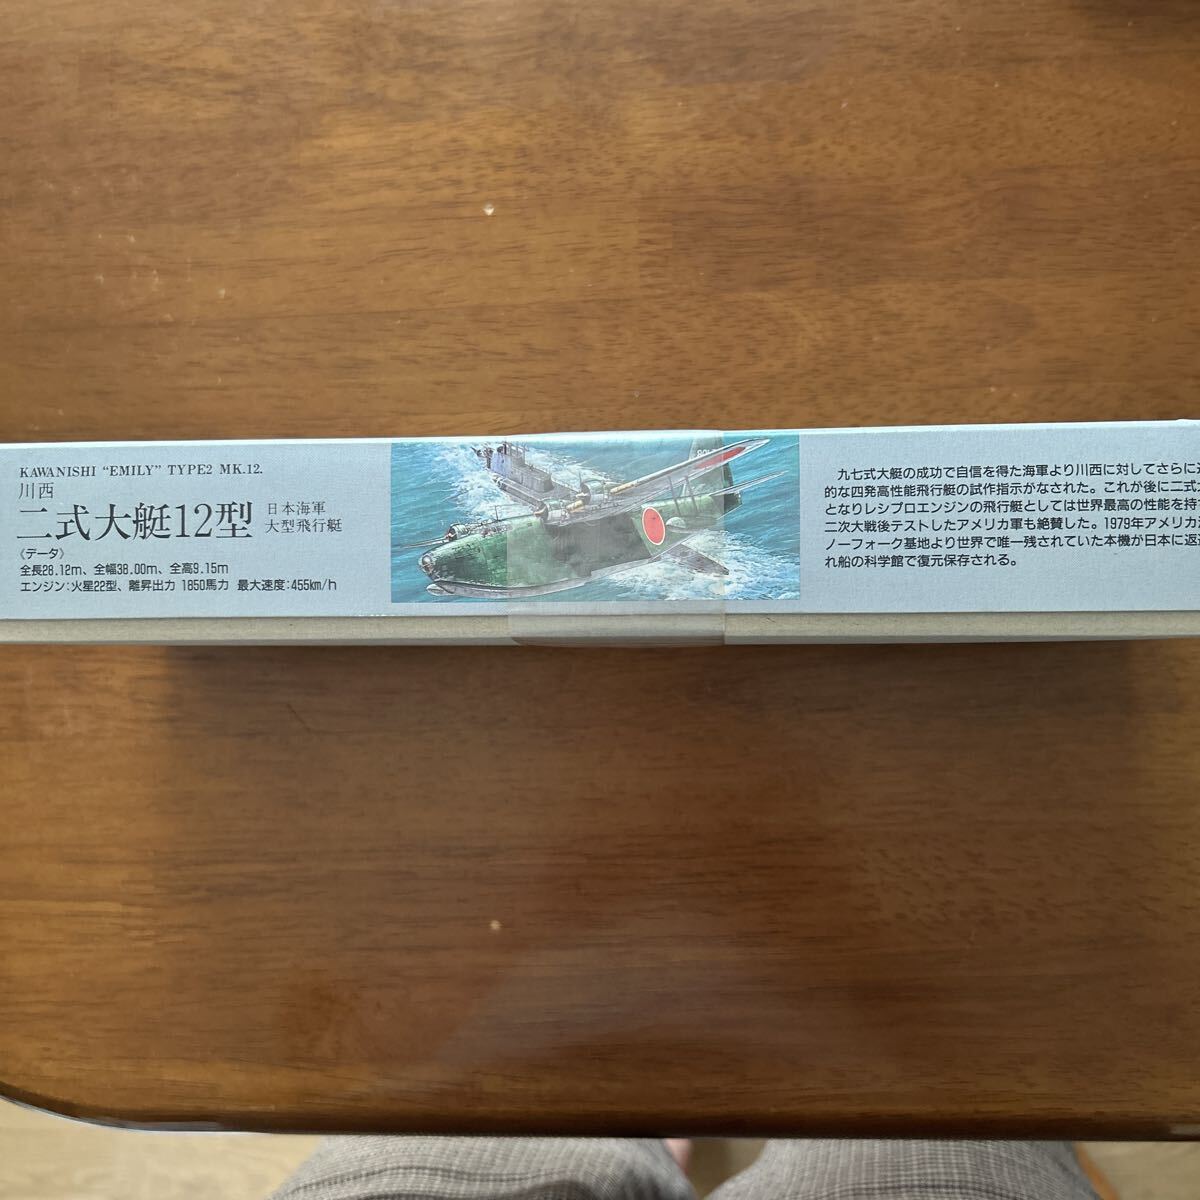 KAWANISHI “EMILY” TYPE2 MK.12.
川西
二式大艇12型
日本海軍
大型飛行艇
〈データ〉
全長28.12m、全幅38.00m、全高9.15m
エンジン:火星22型、離昇出力 1850馬力 最大速度:455km/h
九七式大艇の成功で自信を得た海軍より川西に対してさらに
的な四発高性能飛行艇の試作指示がなされた。これが後に二式
となりレシプロエンジンの飛行艇としては世界最高の性能を持
二次大戦後テストしたアメリカ軍も絶賛した。1979年アメリカ
ノーフォーク基地より世界で唯一残されていた本機が日本に返
れ船の科学館で復元保存される。